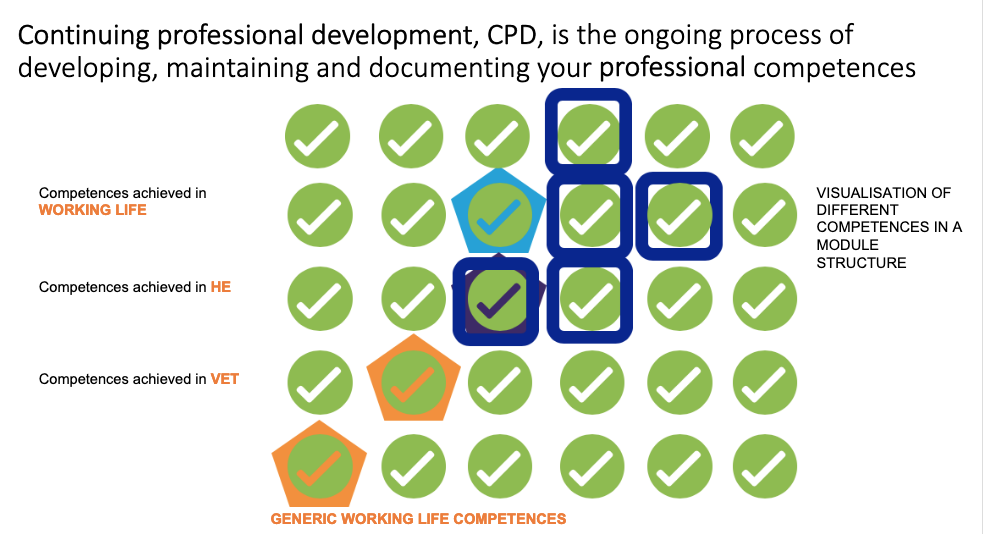 Continuing professional development, CPD, is the ongoing process of
developing, maintaining and documenting your professional competences
Competences achieved in
WORKING LIFE
VISUALISATION OF
DIFFERENT
COMPETENCES IN A
MODULE
STRUCTURE
Competences achieved in HE
Competences achieved in VET
GENERIC WORKING LIFE COMPETENCES